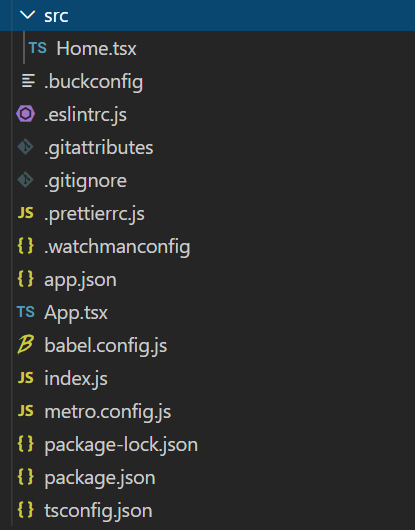 src
TS Home.tsx
.buckconfig
.eslintrc.js
.gitattributes
.gitignore
JS .prettierrc.js
{} .watchmanconfig
{} app.json
TS App.tsx
babel.config.js
JS index.js
JS metro.config.js
{} package-lock.json
{} package.json
{} tsconfig.json